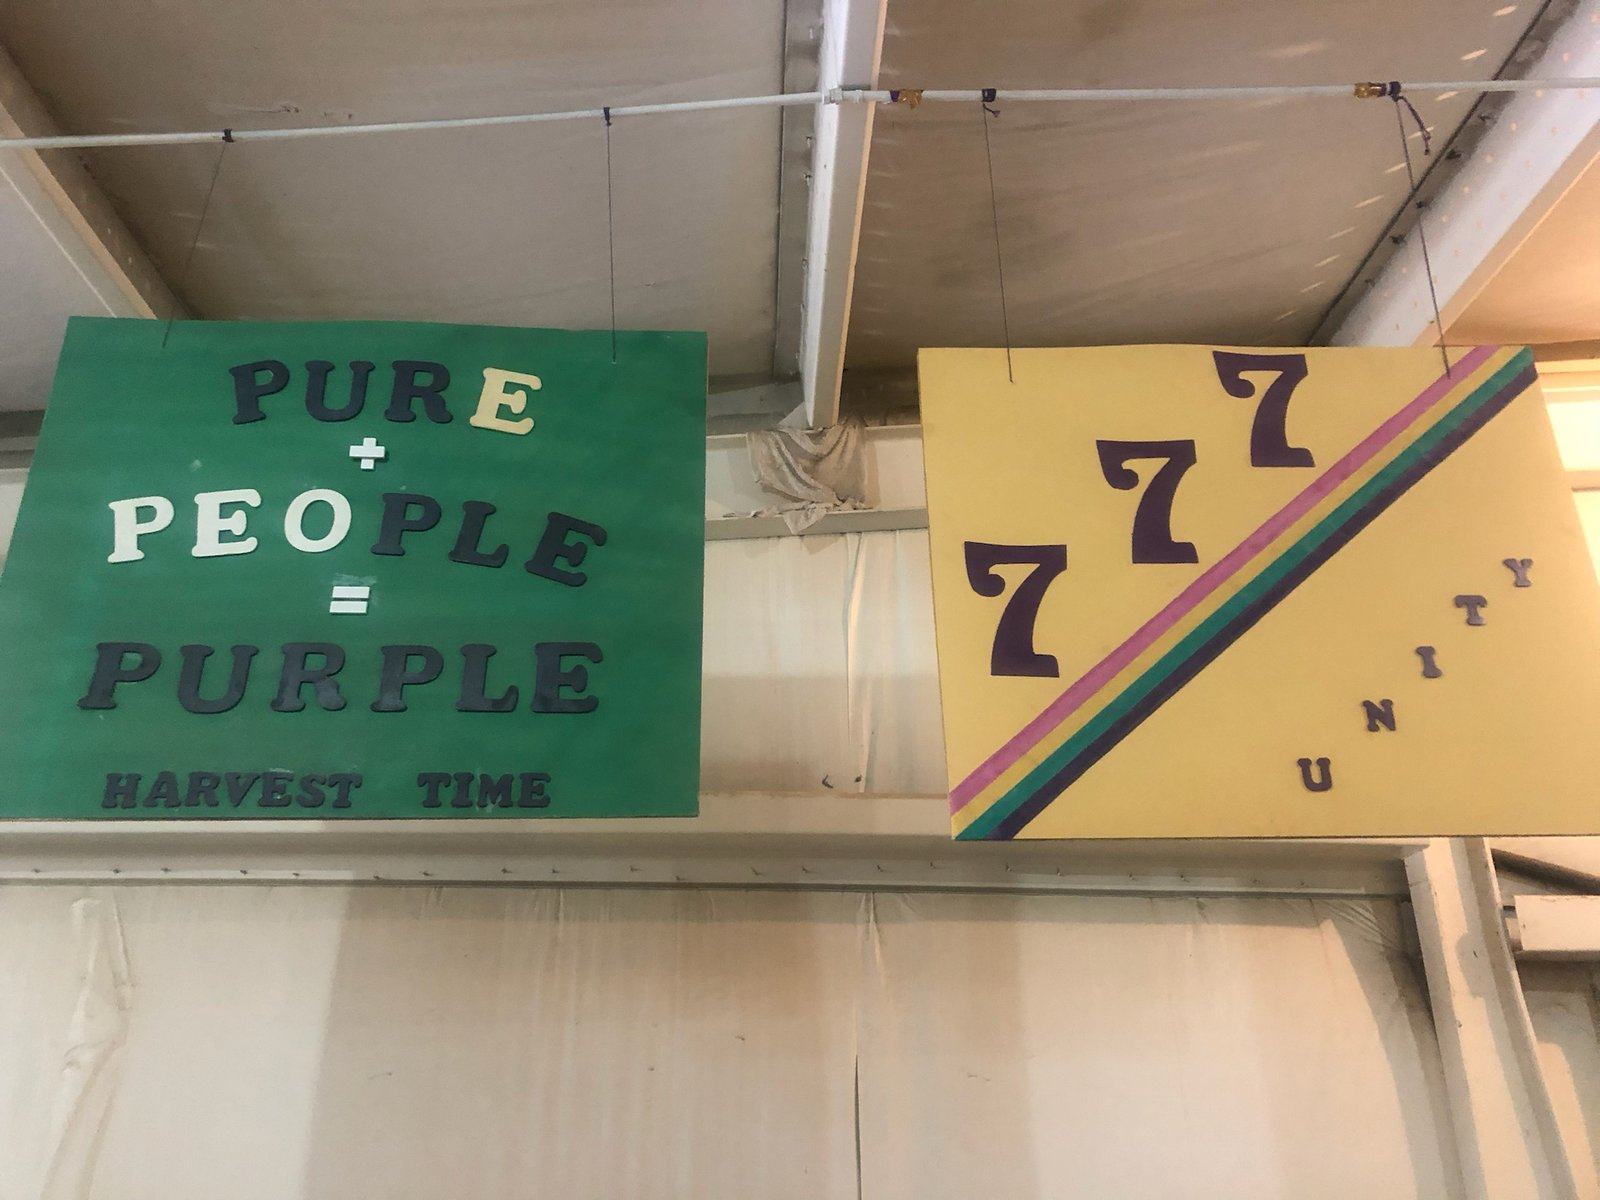 PURE
+
PEOPLE
=
PURPLE
HARVEST TIME
777
UNITY